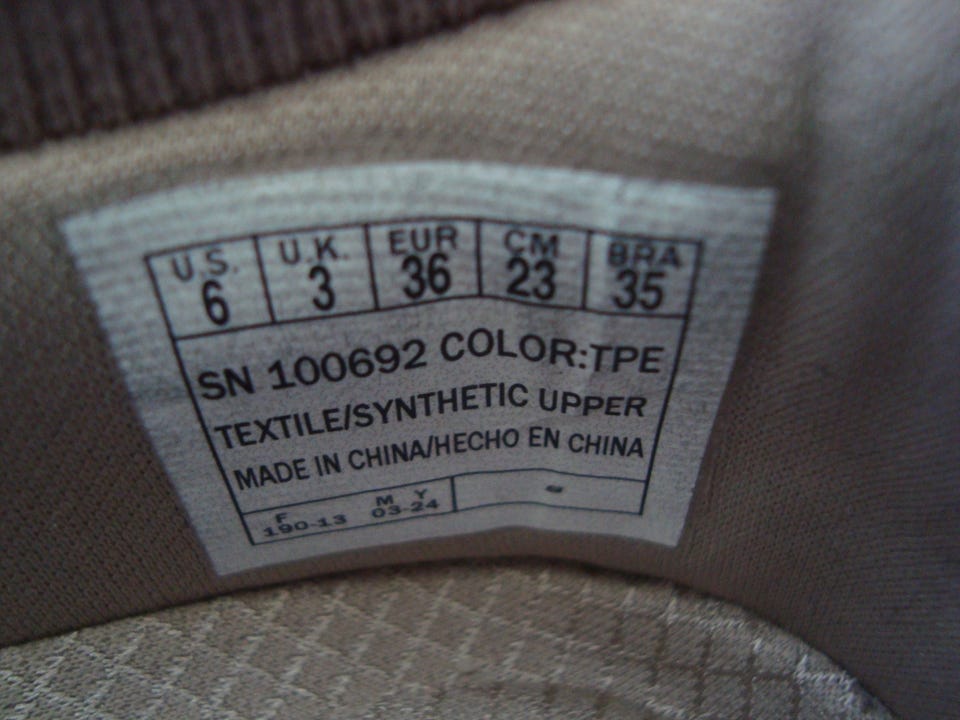 U.S. U.K. EUR CM BRA
6 3 36 23 35
SN 100692 COLOR:TPE
TEXTILE/SYNTHETIC UPPER
MADE IN CHINA/HECHO EN CHINA
F M Y
190-13 03-24